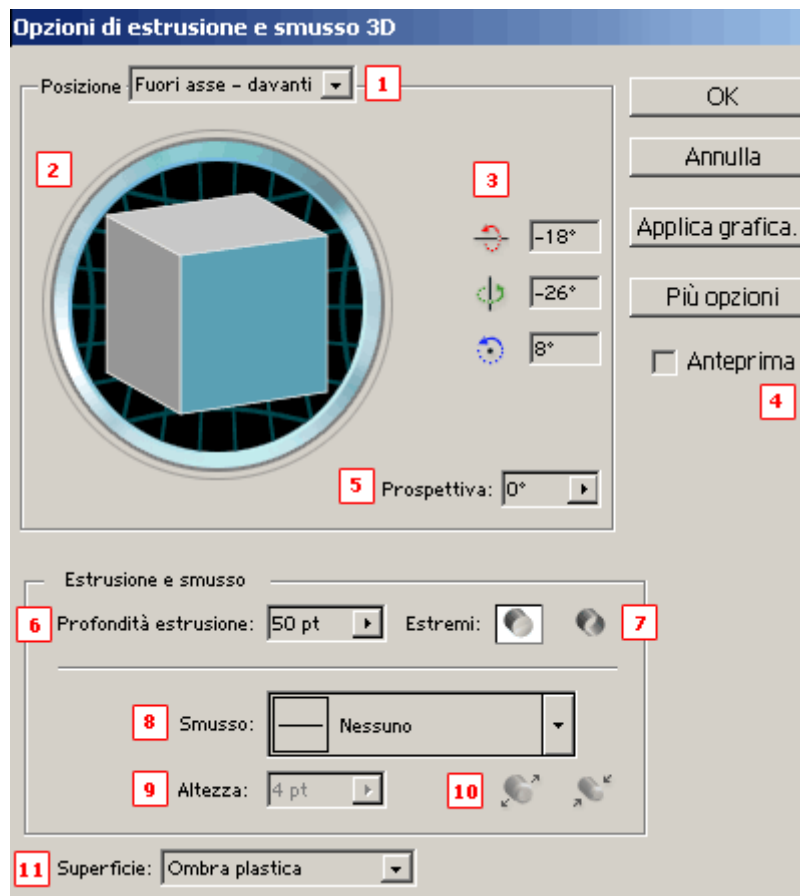 Opzioni di estrusione e smusso 3D
Posizione Fuori asse - davanti 1
OK
2
3
Annulla
-18°
Applica grafica.
-26°
Più opzioni
8°
Anteprima
4
5 Prospettiva: 0°
Estrusione e smusso
6 Profondità estrusione: 50 pt Estremi: 7
8 Smusso: Nessuno
9 Altezza: 4 pt 10
11 Superficie: Ombra plastica